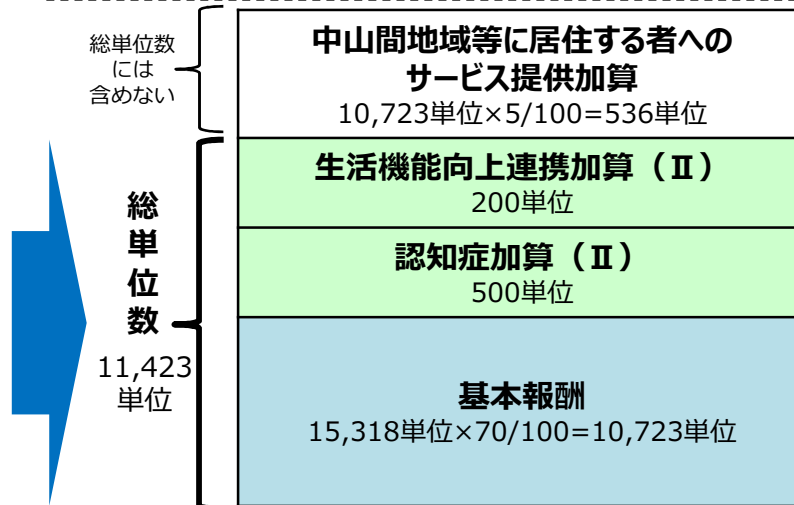 総単位数
には
含めない
中山間地域等に居住する者への
サービス提供加算
10,723単位×5/100=536単位
総単位数
11,423
単位
生活機能向上連携加算（Ⅱ）
200単位
認知症加算（Ⅱ）
500単位
基本報酬
15,318単位×70/100=10,723単位